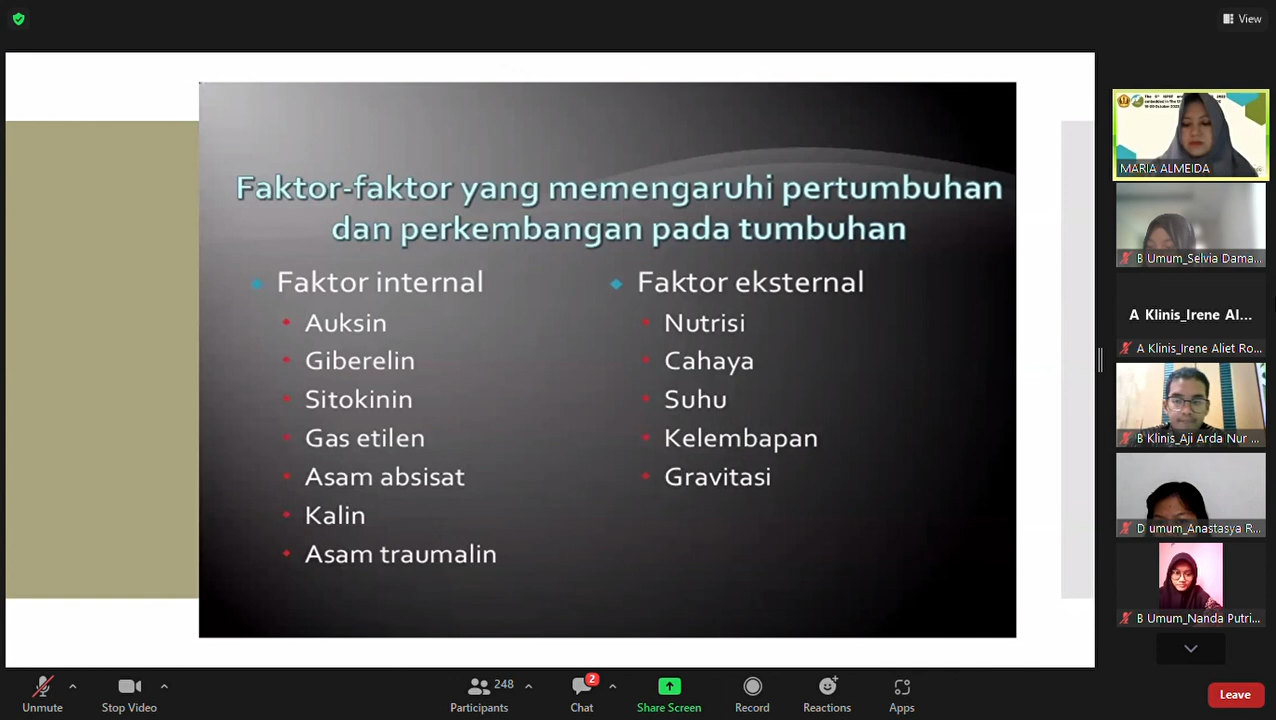 View
Faktor-faktor yang memengaruhi pertumbuhan
dan perkembangan pada tumbuhan
Faktor internal
Auksin
Giberelin
Sitokinin
Gas etilen
Asam absisat
Kalin
Asam traumalin
Faktor eksternal
Nutrisi
Cahaya
Suhu
Kelembapan
Gravitasi
MARIA ALMEIDA
B Umum_Selvia Dama...
A Klinis_Irene Al...
A Klinis_Irene Aliet Ro...
B Klinis_Aji Arda Nur ...
D umum_Anastasya R...
B Umum_Nanda Putri...
Unmute
Stop Video
248
Participants
2
Chat
Share Screen
Record
Reactions
Apps
Leave